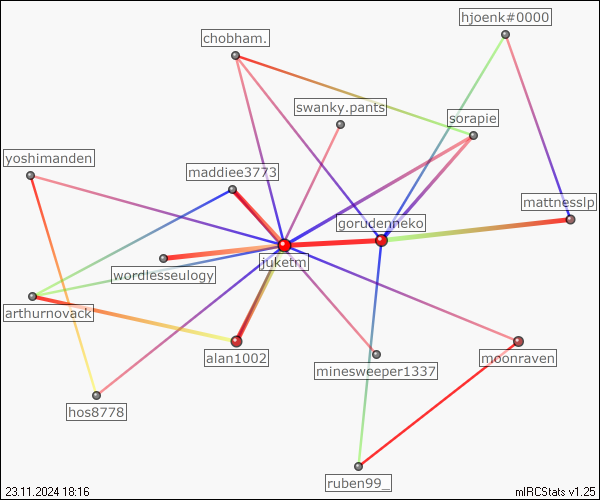 hjoenk#0000
chobham.
swanky.pants
sorapie
yoshimanden
maddiee3773
mattnesslp
gorudenneko
juketm
wordlesseulogy
arthurnovack
alan1002
minesweeper1337
moonraven
hos8778
ruben99_
23.11.2024 18:16
mIRCStats v1.25